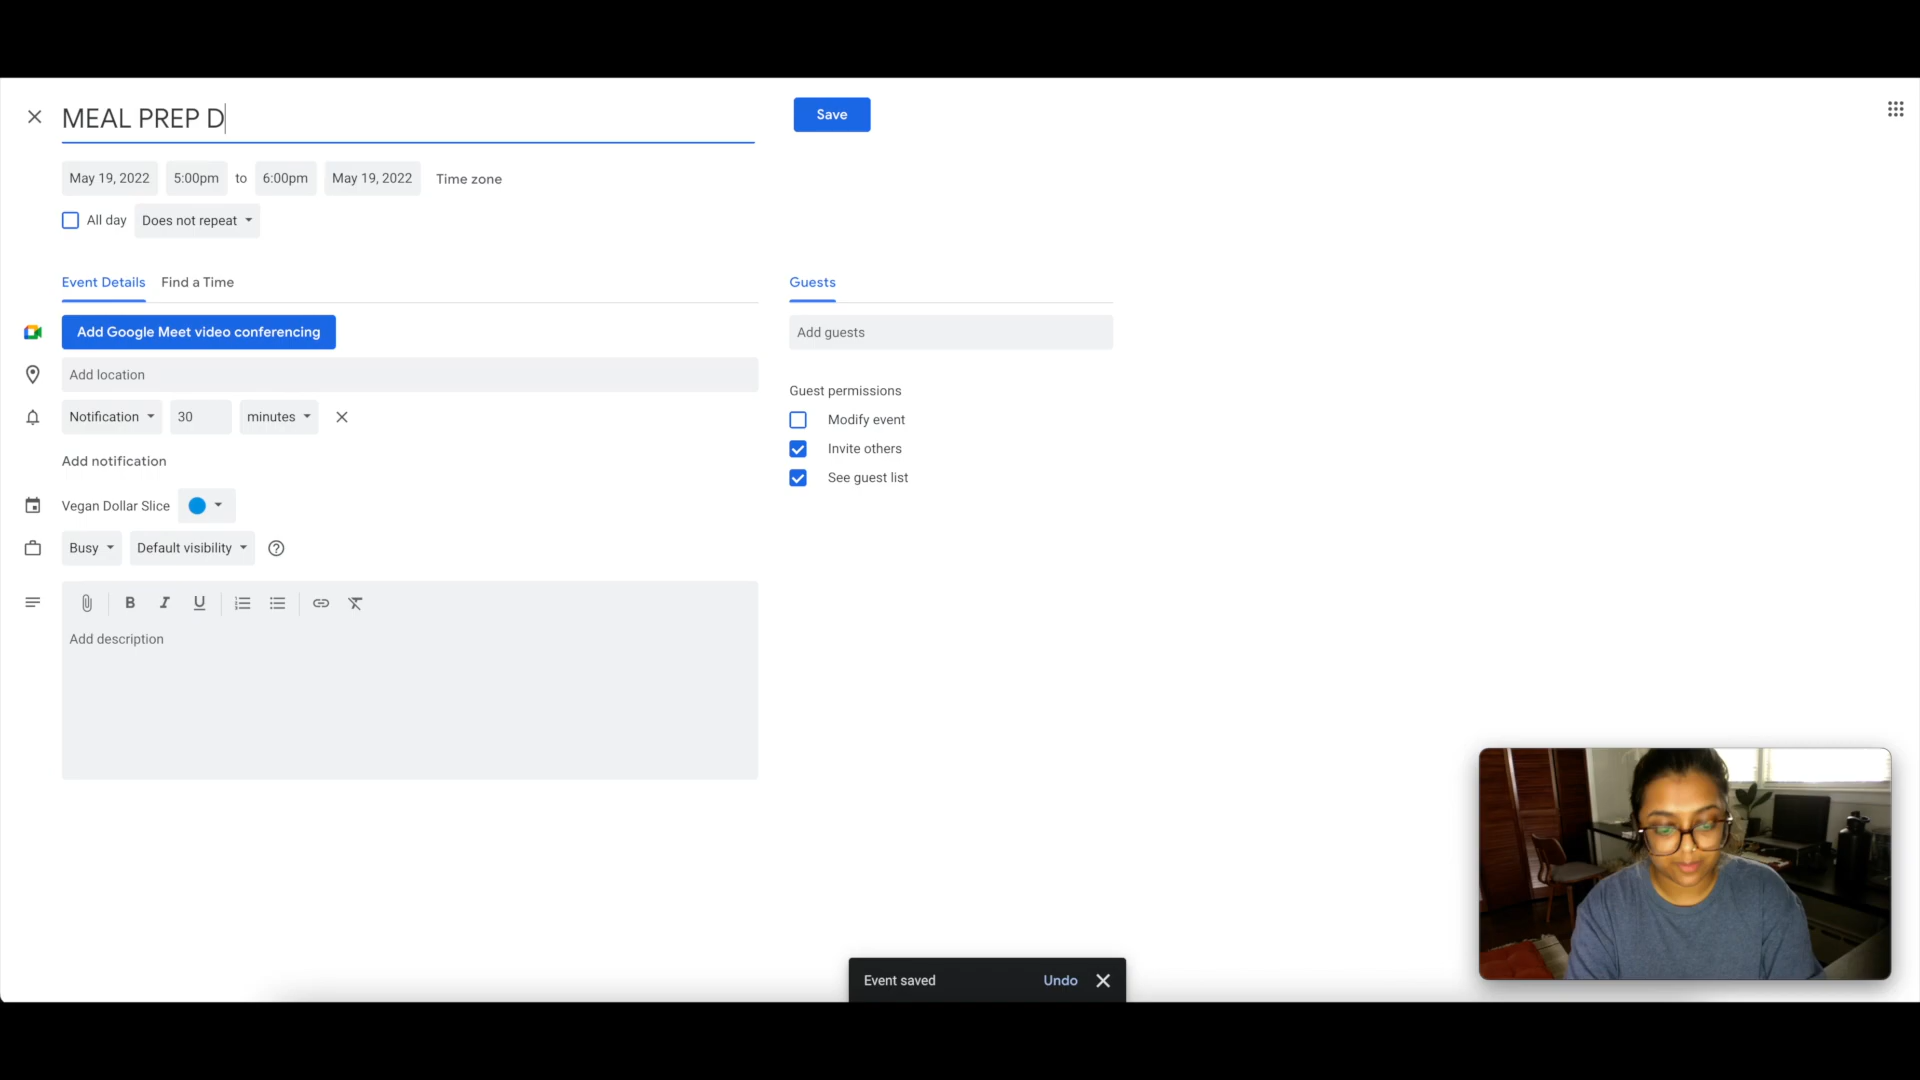 MEAL PREP D
Save
May 19, 2022 5:00pm to 6:00pm May 19, 2022 Time zone
All day Does not repeat
Event Details Find a Time
Guests
Add Google Meet video conferencing
Add guests
Add location
Guest permissions
Notification 30 minutes
Modify event
Invite others
Add notification
See guest list
Vegan Dollar Slice
Busy Default visibility
B I U
Add description
Event saved Undo